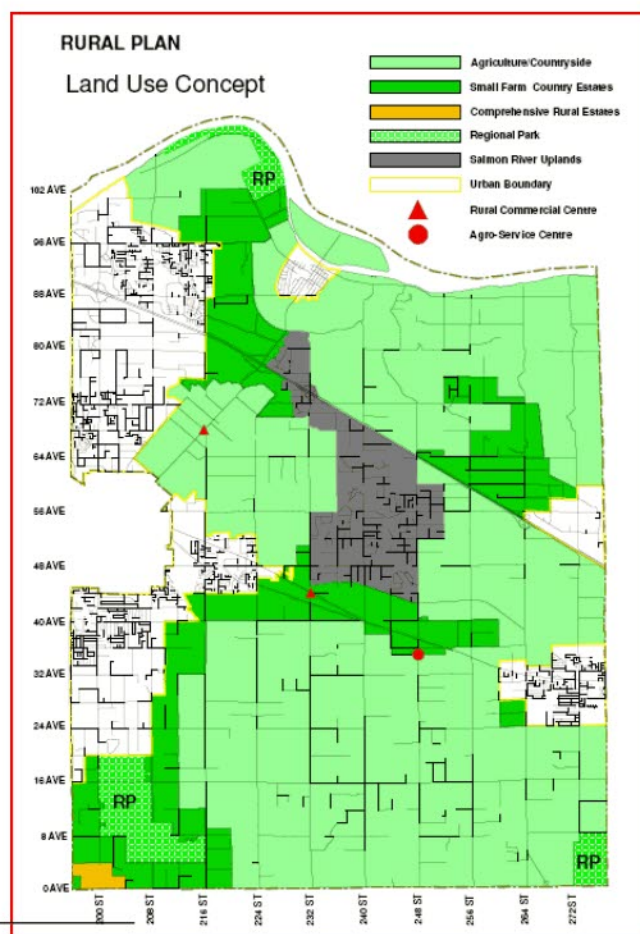 RURAL PLAN
Land Use Concept
Agriculture/Countryside
Small Farm Country Estates
Comprehensive Rural Estates
Regional Park
Salmon River Uplands
Urban Boundary
Rural Commercial Centre
Agro-Service Centre
RP
102 AVE
96 AVE
88 AVE
80 AVE
72 AVE
64 AVE
56 AVE
48 AVE
40 AVE
32 AVE
24 AVE
16 AVE
RP
8 AVE
RP
0 AVE
200 ST
208 ST
216 ST
224 ST
232 ST
240 ST
248 ST
256 ST
264 ST
272 ST